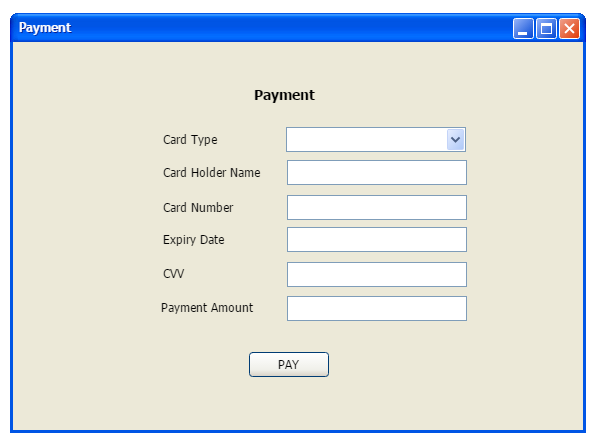 Payment
Payment
Card Type
Card Holder Name
Card Number
Expiry Date
CVV
Payment Amount
PAY